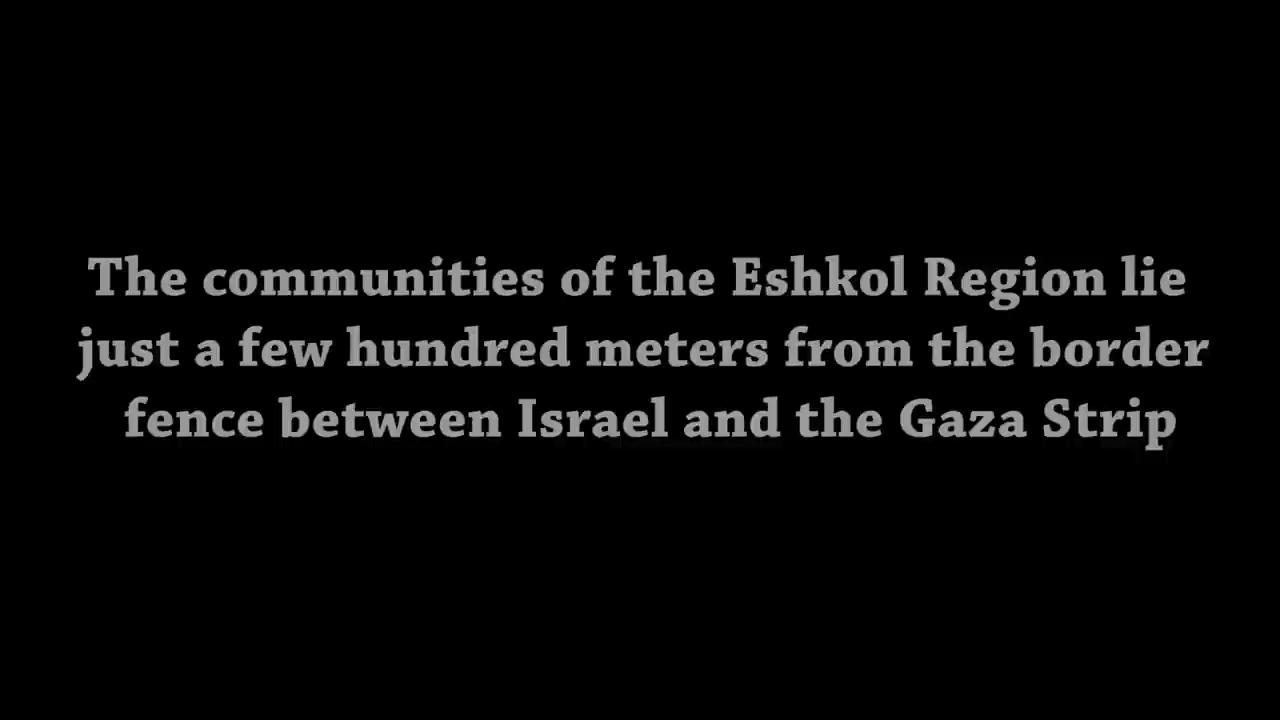 The communities of the Eshkol Region lie
just a few hundred meters from the border
fence between Israel and the Gaza Strip